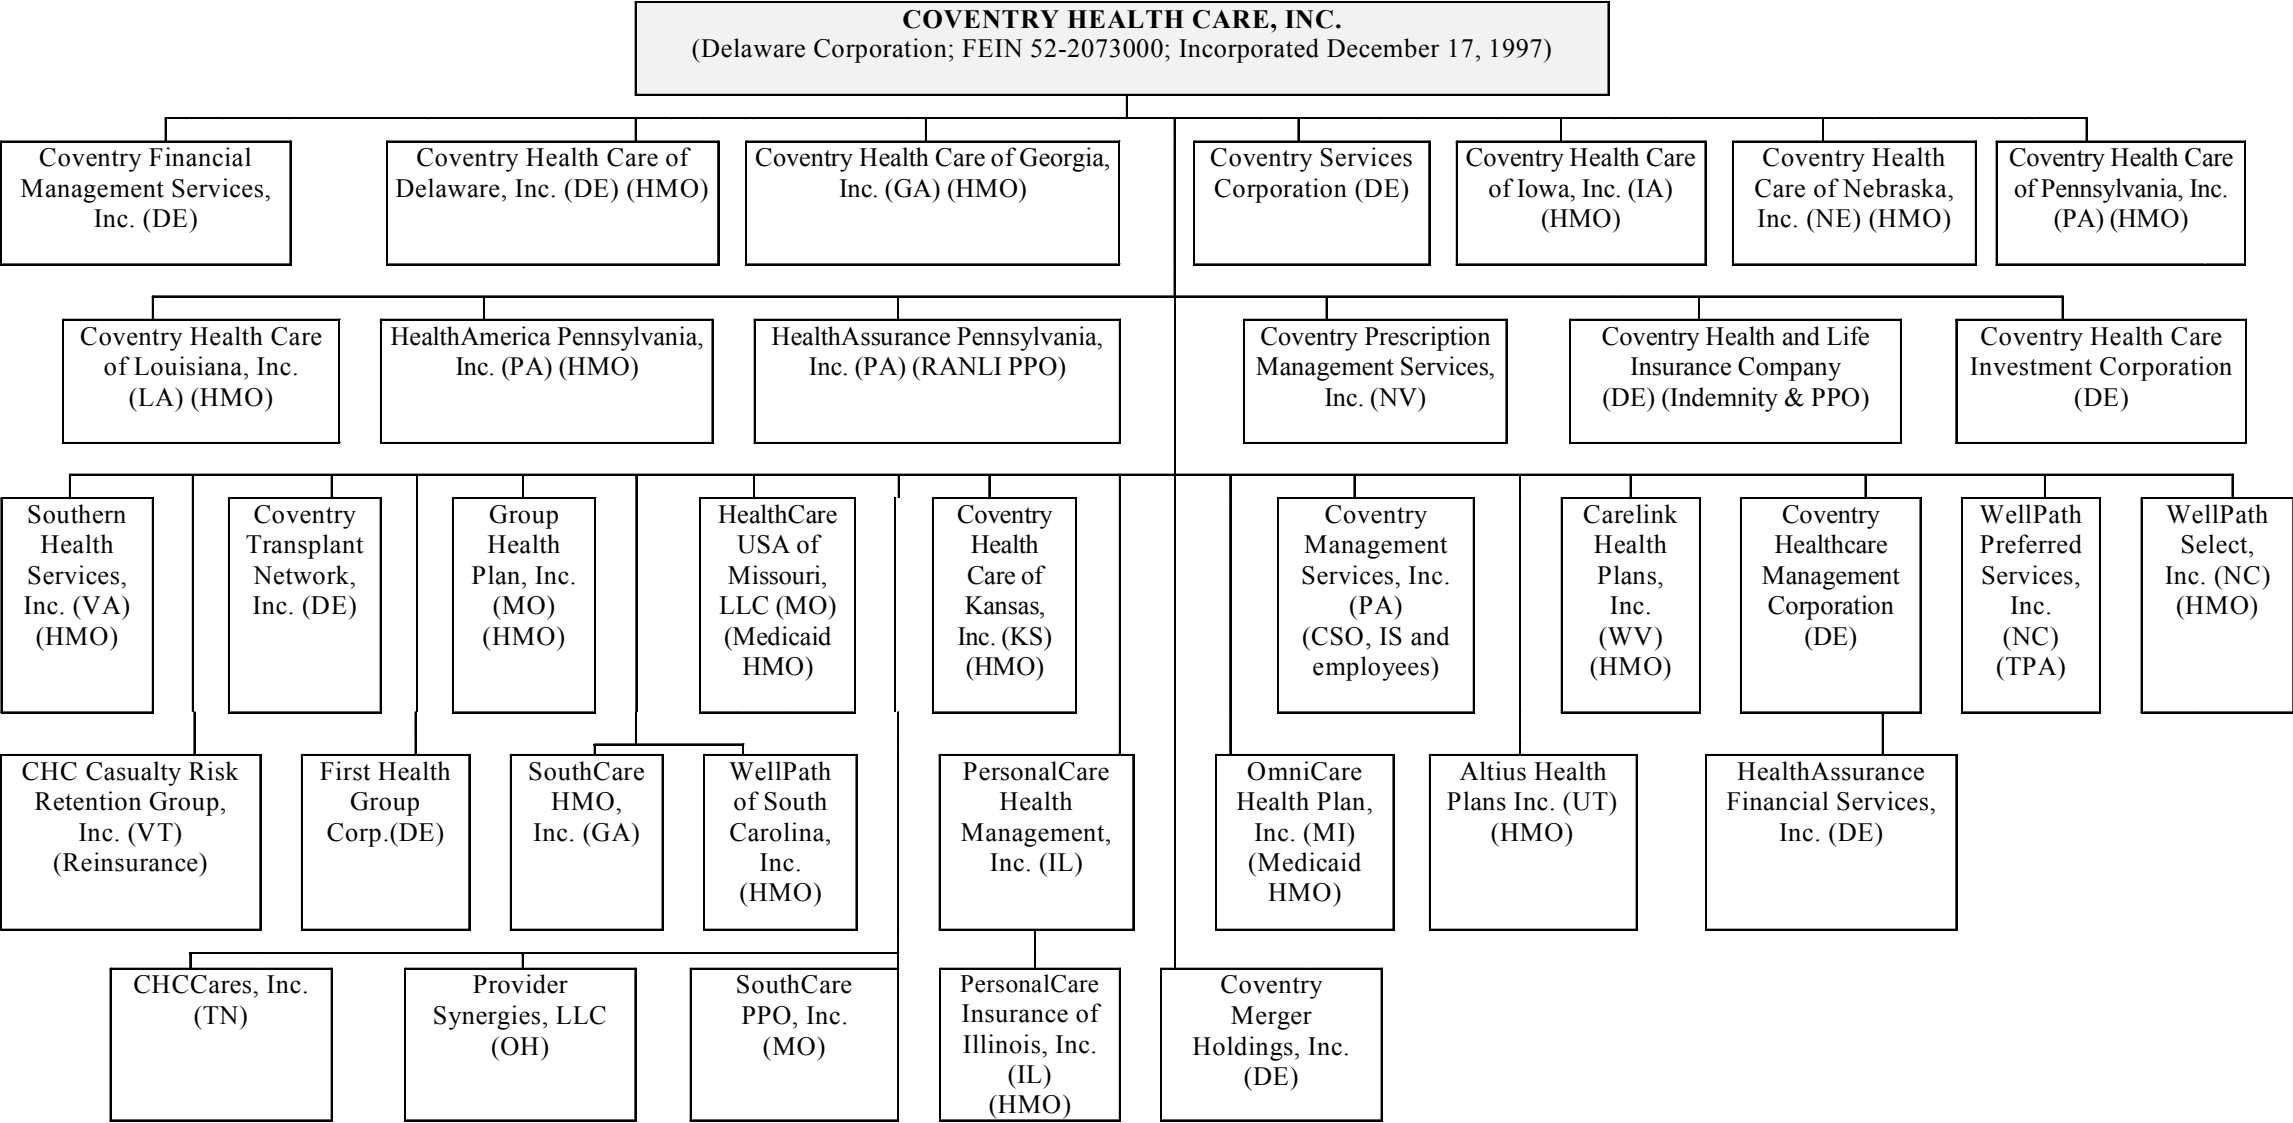 COVENTRY HEALTH CARE, INC.
(Delaware Corporation; FEIN 52-2073000; Incorporated December 17, 1997)
Coventry Financial
Management Services,
Inc. (DE)
Coventry Health Care of
Delaware, Inc. (DE) (HMO)
Coventry Health Care of Georgia,
Inc. (GA) (HMO)
Coventry Services
Corporation (DE)
Coventry Health Care
of Iowa, Inc. (IA)
(HMO)
Coventry Health
Care of Nebraska,
Inc. (NE) (HMO)
Coventry Health Care
of Pennsylvania, Inc.
(PA) (HMO)
Coventry Health Care
of Louisiana, Inc.
(LA) (HMO)
HealthAmerica Pennsylvania,
Inc. (PA) (HMO)
HealthAssurance Pennsylvania,
Inc. (PA) (RANLI PPO)
Coventry Prescription
Management Services,
Inc. (NV)
Coventry Health and Life
Insurance Company
(DE) (Indemnity & PPO)
Coventry Health Care
Investment Corporation
(DE)
Southern
Health
Services,
Inc. (VA)
(HMO)
Coventry
Transplant
Network,
Inc. (DE)
Group
Health
Plan, Inc.
(MO)
(HMO)
HealthCare
USA of
Missouri,
LLC (MO)
(Medicaid
HMO)
Coventry
Health
Care of
Kansas,
Inc. (KS)
(HMO)
Coventry
Management
Services, Inc.
(PA)
(CSO, IS and
employees)
Carelink
Health
Plans,
Inc.
(WV)
(HMO)
Coventry
Healthcare
Management
Corporation
(DE)
WellPath
Preferred
Services,
Inc.
(NC)
(TPA)
WellPath
Select,
Inc. (NC)
(HMO)
CHC Casualty Risk
Retention Group,
Inc. (VT)
(Reinsurance)
First Health
Group
Corp.(DE)
SouthCare
HMO,
Inc. (GA)
WellPath
of South
Carolina,
Inc.
(HMO)
PersonalCare
Health
Management,
Inc. (IL)
OmniCare
Health Plan,
Inc. (MI)
(Medicaid
HMO)
Altius Health
Plans Inc. (UT)
(HMO)
HealthAssurance
Financial Services,
Inc. (DE)
CHCCares, Inc.
(TN)
Provider
Synergies, LLC
(OH)
SouthCare
PPO, Inc.
(MO)
PersonalCare
Insurance of
Illinois, Inc.
(IL)
(HMO)
Coventry
Merger
Holdings, Inc.
(DE)